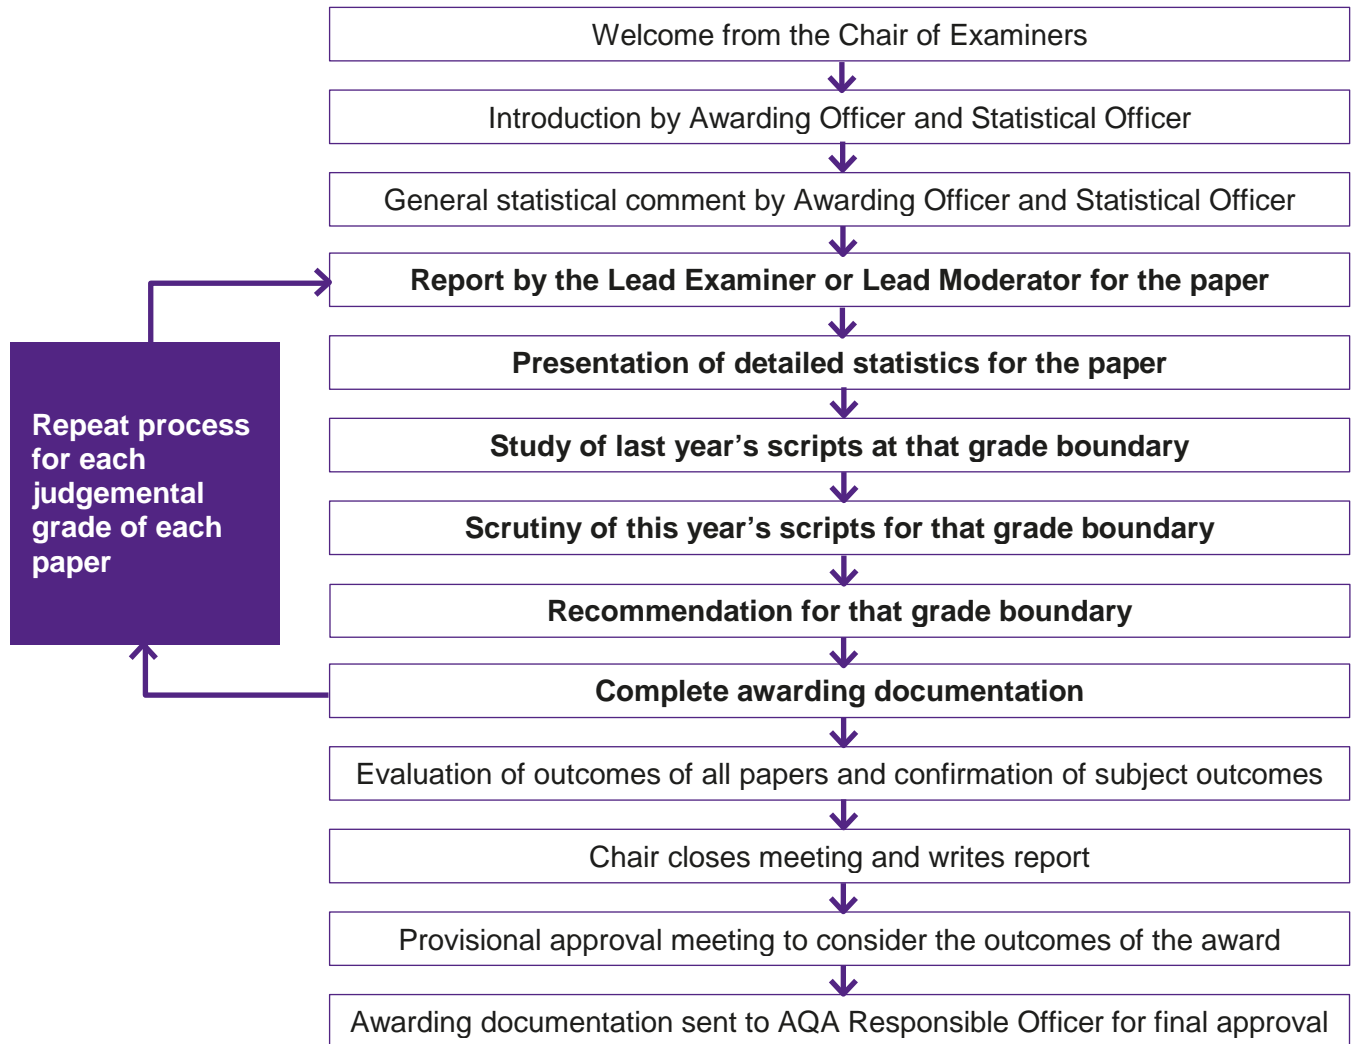 Welcome from the Chair of Examiners
Introduction by Awarding Officer and Statistical Officer
General statistical comment by Awarding Officer and Statistical Officer
Report by the Lead Examiner or Lead Moderator for the paper
Presentation of detailed statistics for the paper
Study of last year’s scripts at that grade boundary
Scrutiny of this year’s scripts for that grade boundary
Recommendation for that grade boundary
Complete awarding documentation
Repeat process
for each
judgemental
grade of each
paper
Evaluation of outcomes of all papers and confirmation of subject outcomes
Chair closes meeting and writes report
Provisional approval meeting to consider the outcomes of the award
Awarding documentation sent to AQA Responsible Officer for final approval